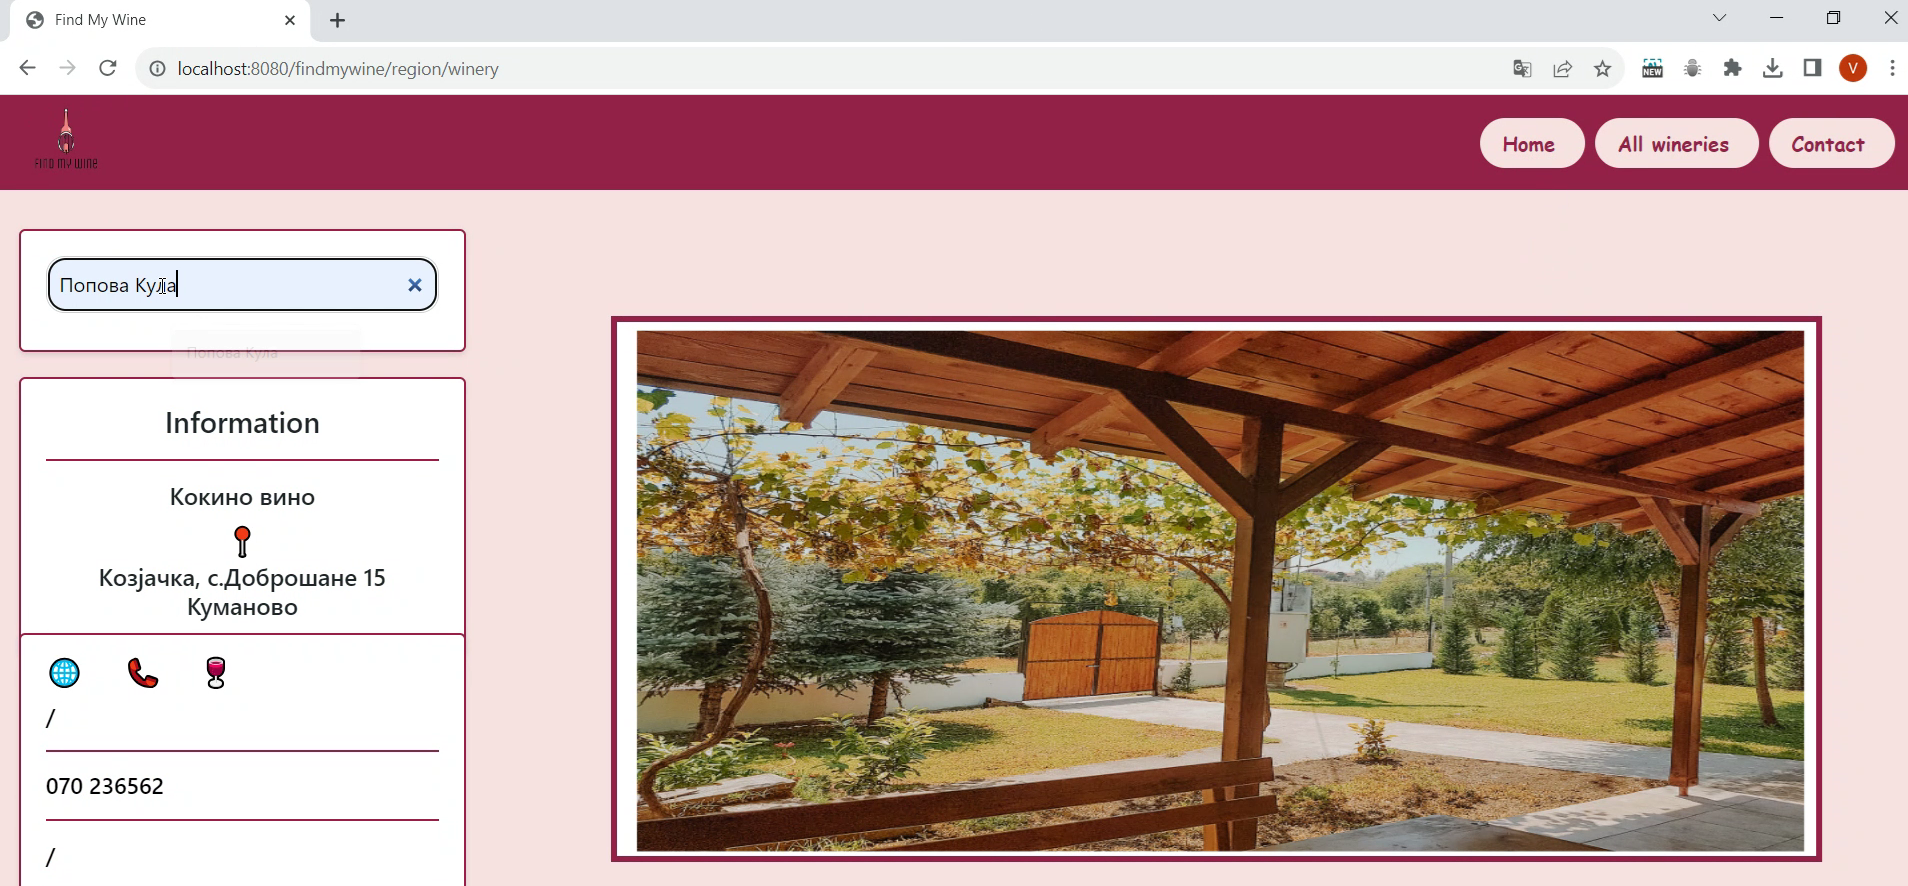 Find My Wine
localhost:8080/findmywine/region/winery
NEW
V
FIND MY WINE
Home
All wineries
Contact
Попова Кула
Попова Кула
Information
Кокино вино
Козјачка, с.Доброшане 15
Куманово
/
070 236562
/